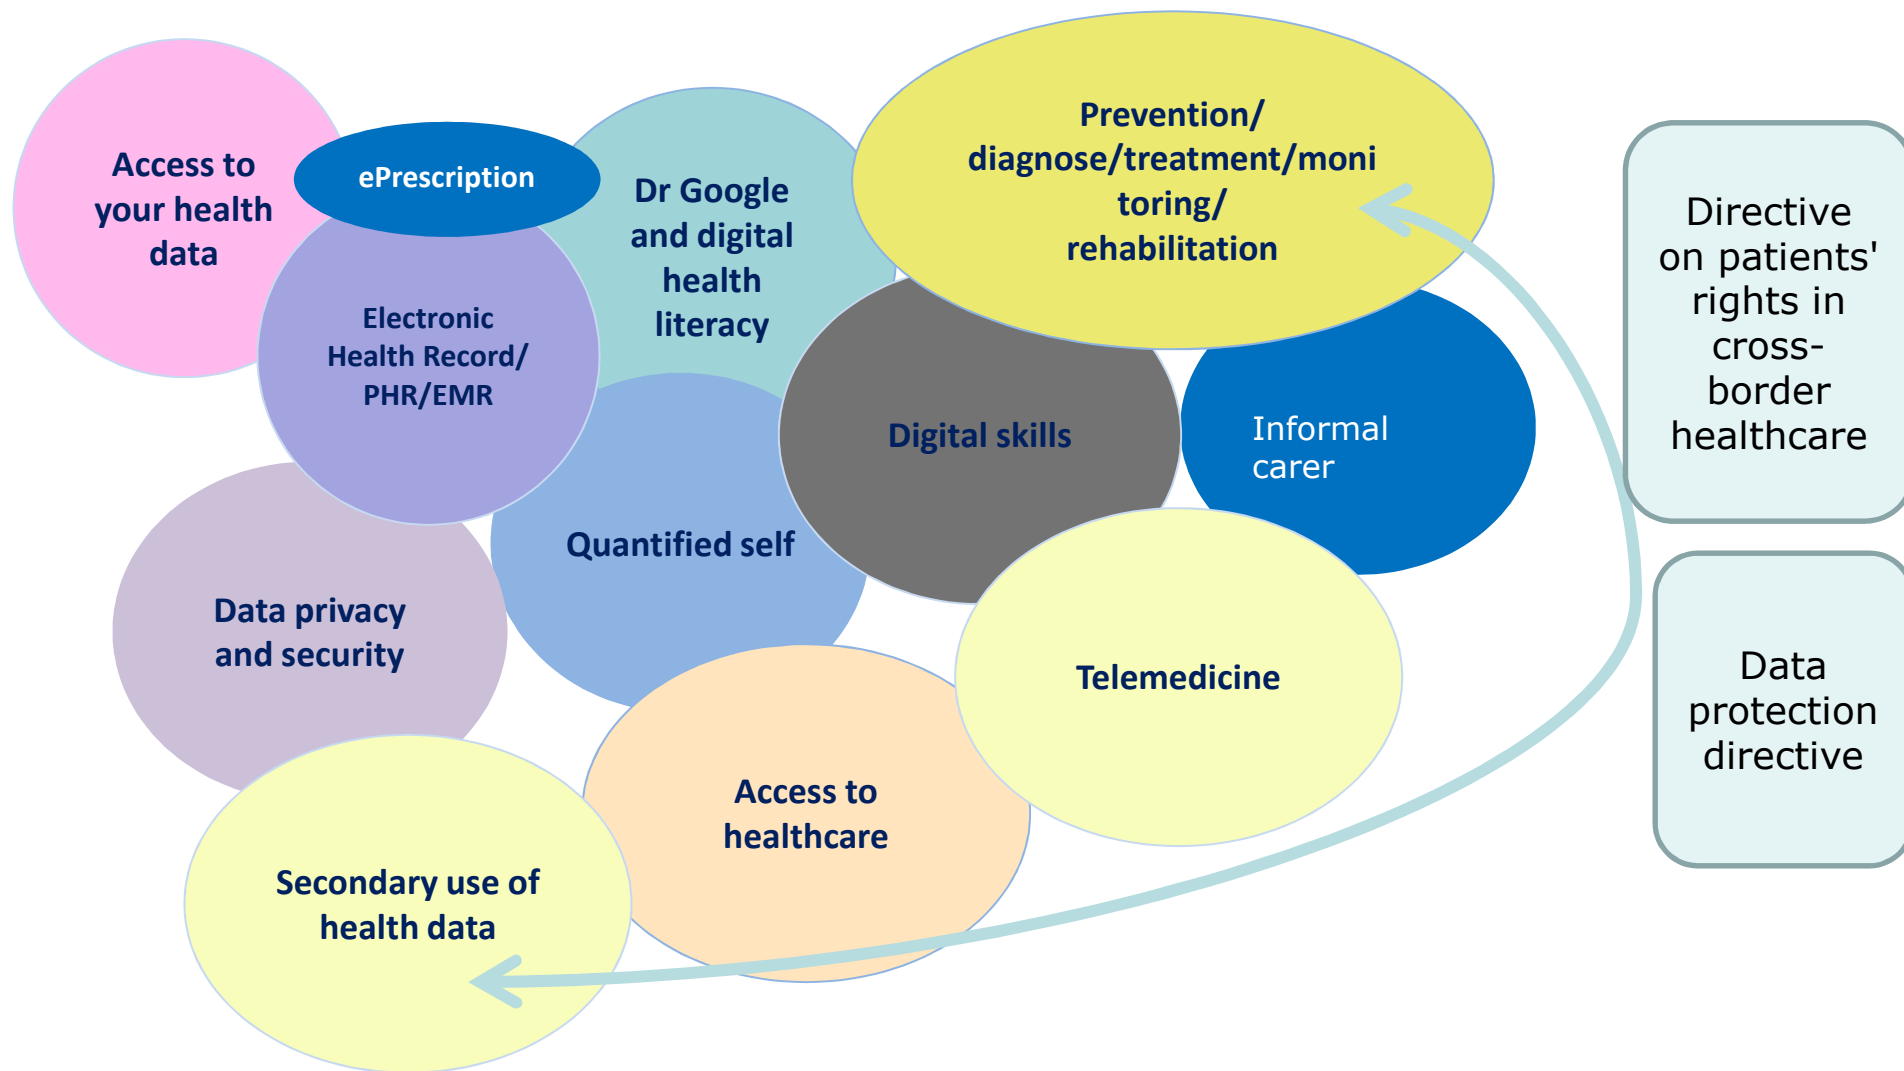 Access to
your health
data
ePrescription
Dr Google
and digital
health
literacy
Prevention/
diagnose/treatment/moni
toring/
rehabilitation
Directive
on patients'
rights in
cross-
border
healthcare
Electronic
Health Record/
PHR/EMR
Digital skills
Informal
carer
Quantified self
Data privacy
and security
Telemedicine
Data
protection
directive
Access to
healthcare
Secondary use of
health data